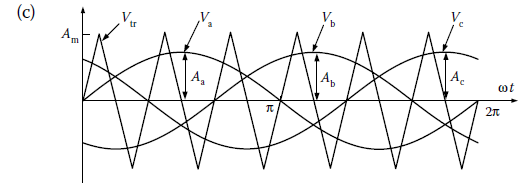 (c)
V_tr V_a V_b V_c
A_m
A_a A_b A_c
ωt
π 2π